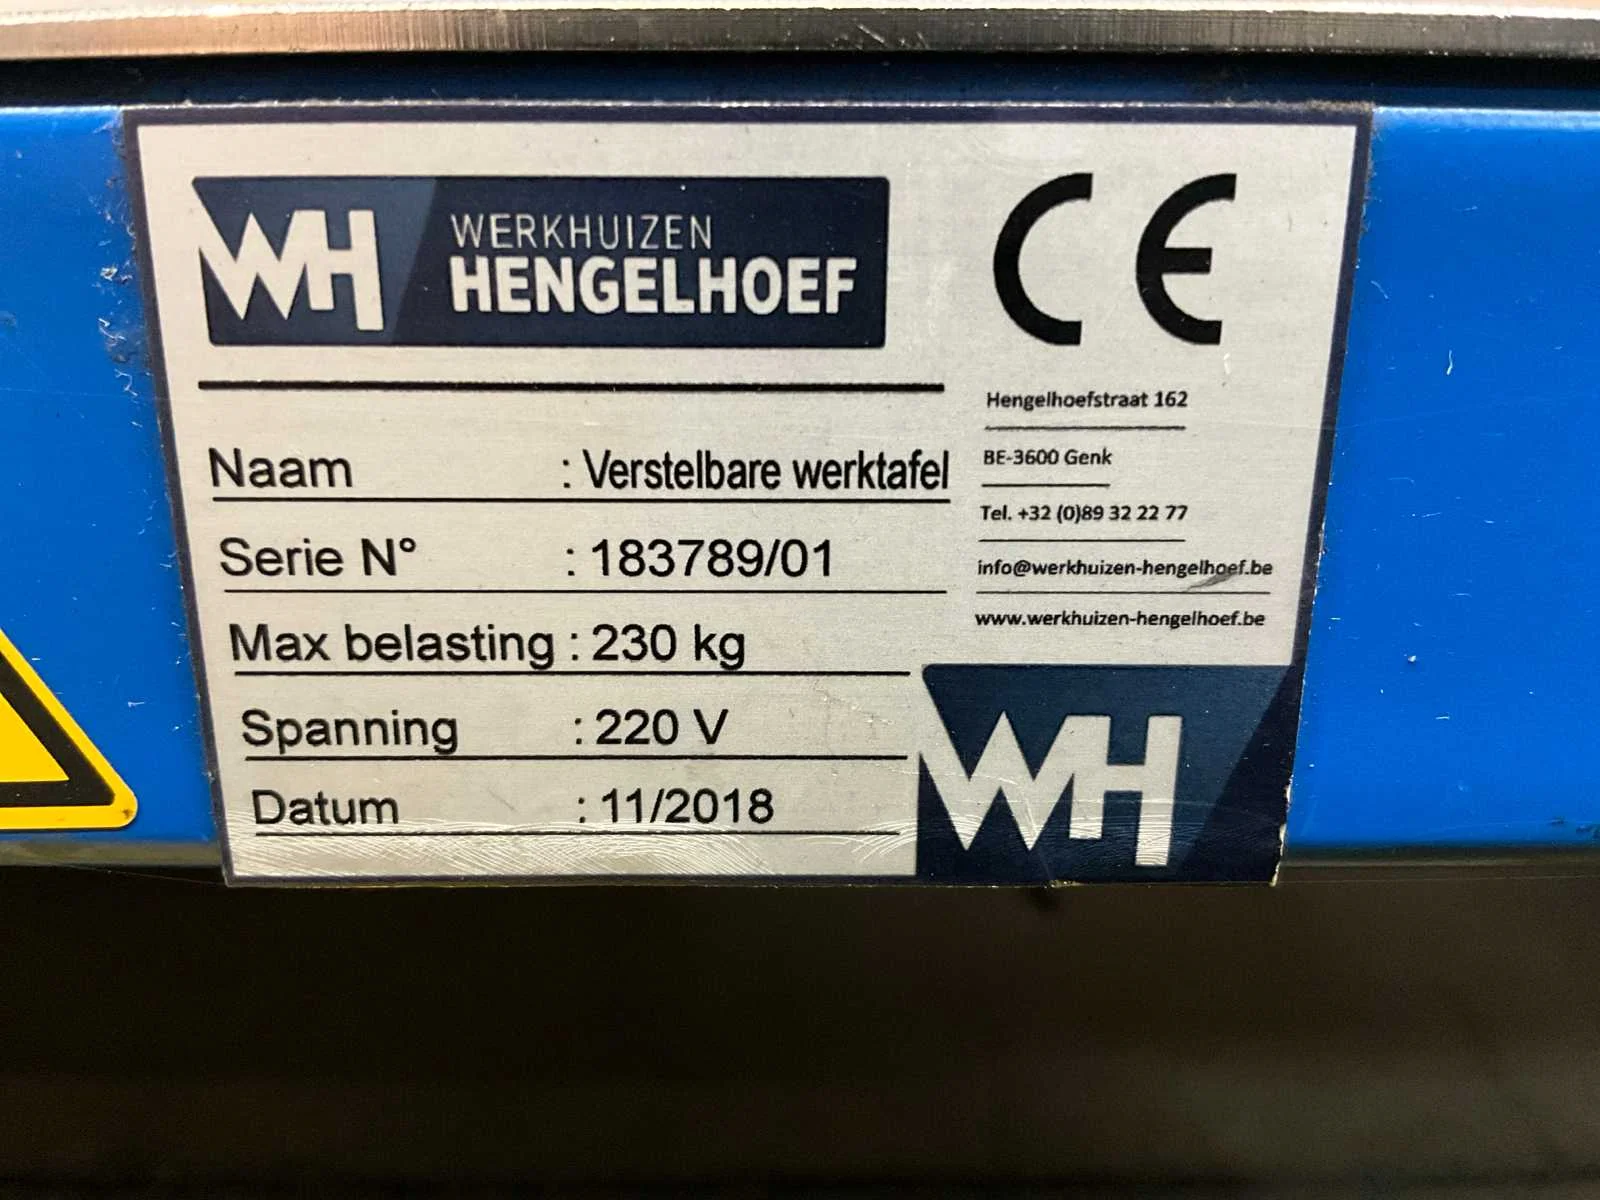 WH WERKHUIZEN
HENGELHOEF
CE
Naam : Verstelbare werktafel
Serie N° : 183789/01
Max belasting : 230 kg
Spanning : 220 V
Datum : 11/2018
Hengelhoefstraat 162
BE-3600 Genk
Tel. +32 (0)89 32 22 77
info@werkhuizen-hengelhoef.be
www.werkhuizen-hengelhoef.be
WH